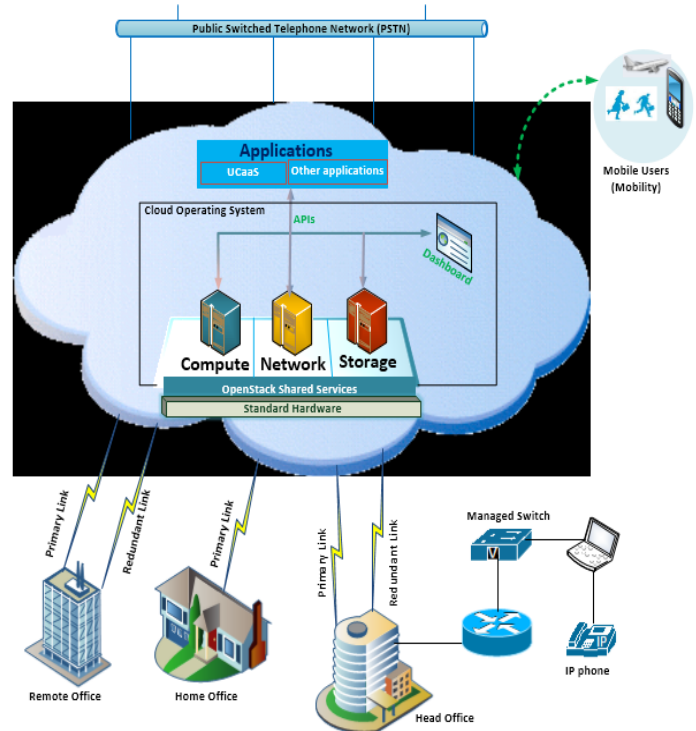 Public Switched Telephone Network (PSTN)
Applications
UCaaS
Other applications
Mobile Users
(Mobility)
Cloud Operating System
APIs
Dashboard
Compute
Network
Storage
OpenStack Shared Services
Standard Hardware
Primary Link
Redundant Link
Primary Link
Primary Link
Redundant Link
Managed Switch
V
IP
IP phone
Remote Office
Home Office
Head Office